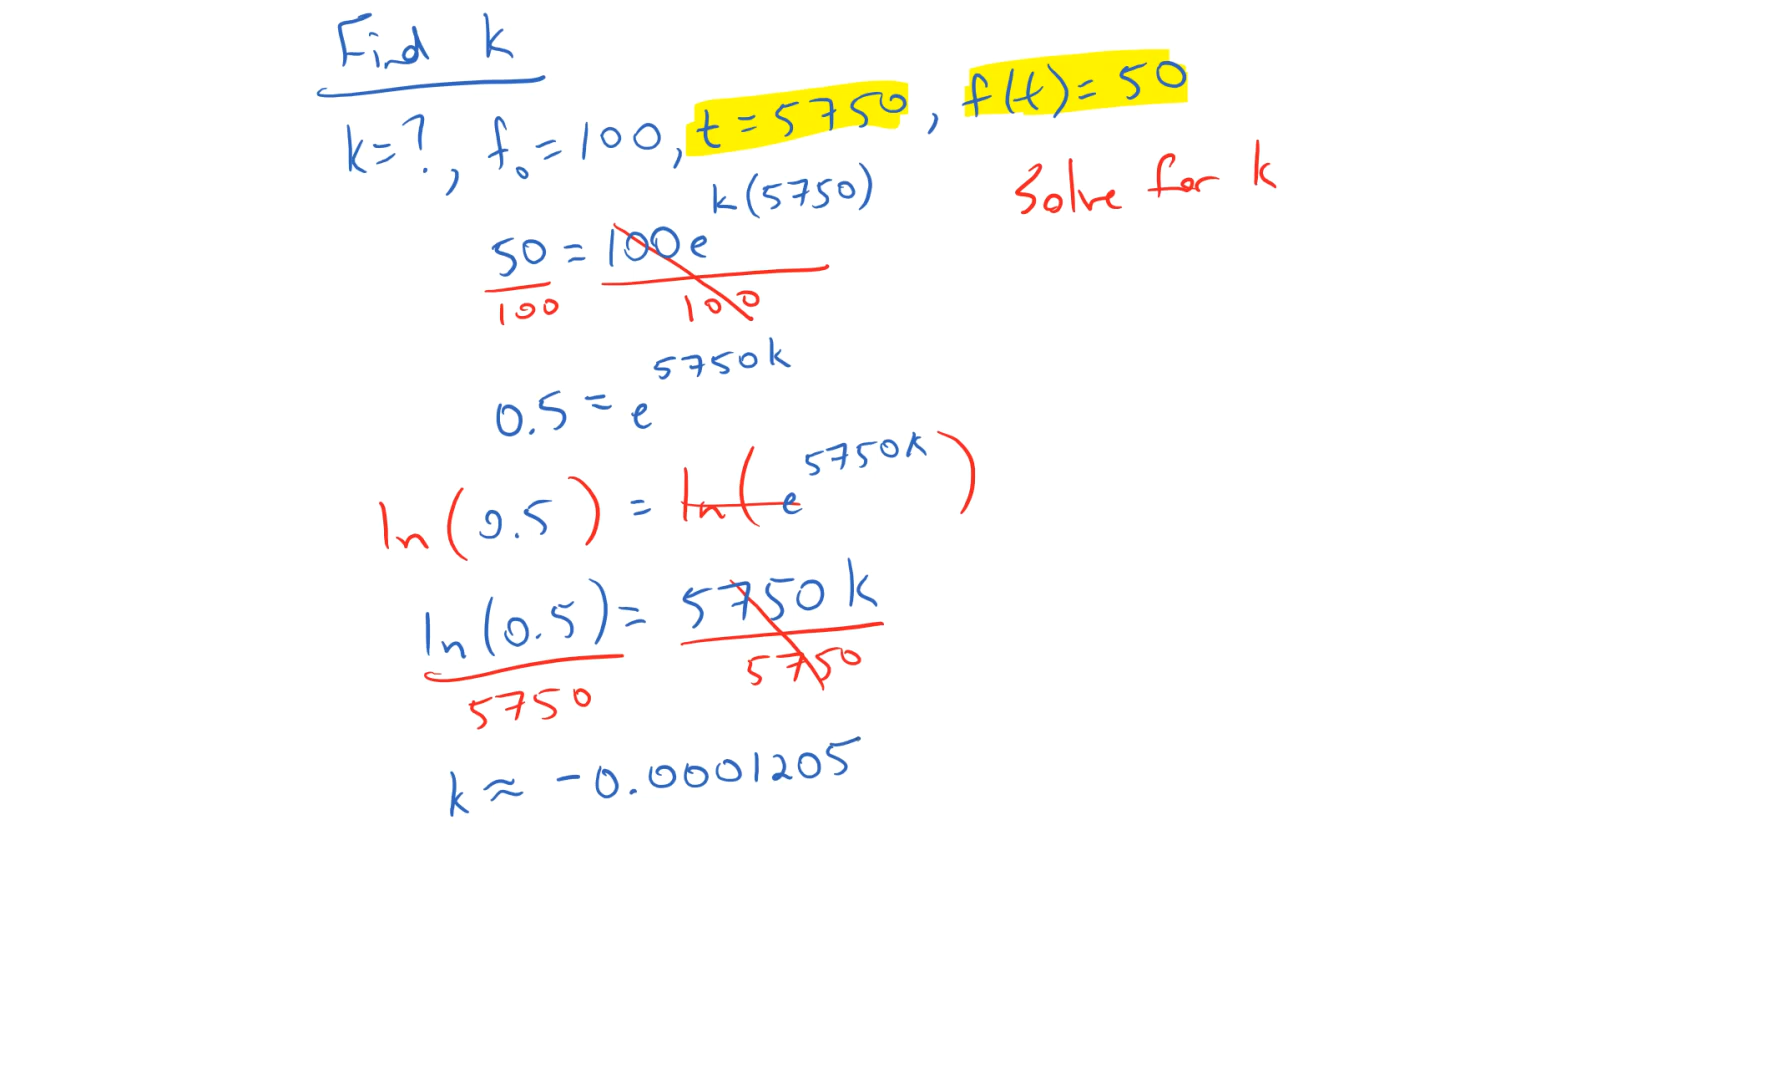 Find k
k=?, f₀=100, t=5750, f(t)=50
Solve for k
50/100 = 100e^k(5750)/100
0.5 = e^5750k
ln(0.5) = ln(e^5750k)
ln(0.5)/5750 = 5750k/5750
k ≈ -0.0001205